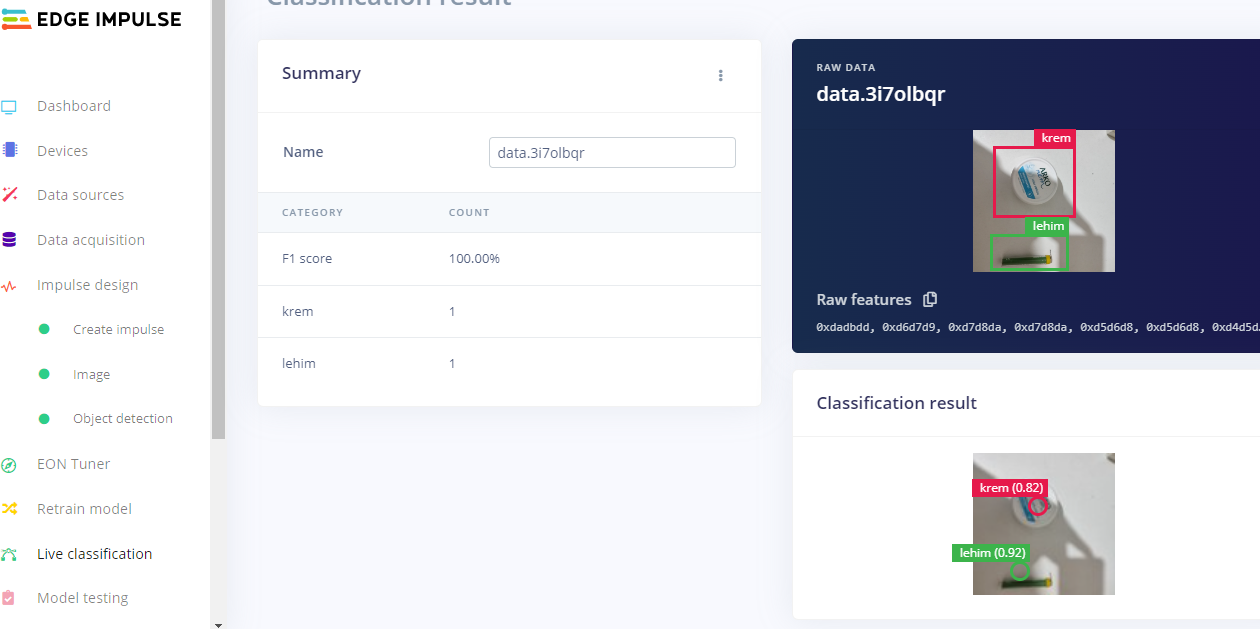 EDGE IMPULSE
Dashboard
Devices
Data sources
Data acquisition
Impulse design
Create impulse
Image
Object detection
EON Tuner
Retrain model
Live classification
Model testing
Classification result
Summary
Name
data.3i7olbqr
CATEGORY COUNT
F1 score 100.00%
krem 1
lehim 1
RAW DATA
data.3i7olbqr
krem
ARKO
lehim
Raw features
0xdadbdd, 0xd6d7d9, 0xd7d8da, 0xd7d8da, 0xd5d6d8, 0xd5d6d8, 0xd4d5d
Classification result
krem (0.82)
lehim (0.92)